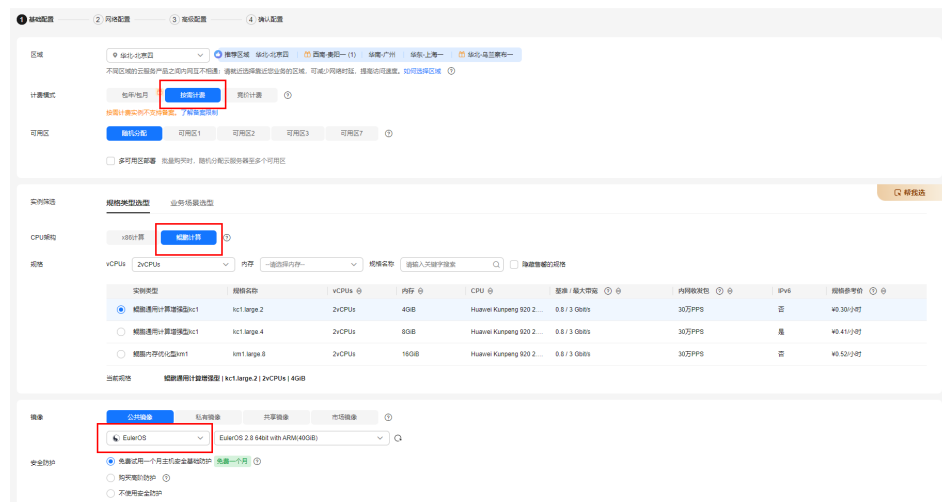 1 基础配置 2 网络配置 3 高级配置 4 确认配置
区域 华北-北京四 推荐区域 华北-北京四 西南-贵阳一 (1) 华南-广州 华东-上海一 华北-乌兰察布一
不同区域的云服务产品之间内网互不相通；请就近选择靠近您业务的区域，可减少网络时延，提高访问速度。如何选择区域 ?
计费模式 包年/包月 按需计费 竞价计费 ?
按需计费实例不支持备案。了解备案限制
可用区 随机分配 可用区1 可用区2 可用区3 可用区7 ?
多可用区部署 批量购买时，随机分配云服务器至多个可用区
帮我选
实例筛选 规格类型选型 业务场景选型
CPU架构 x86计算 鲲鹏计算 ?
规格 vCPUs 2vCPUs 内存 --请选择内存-- 规格名称 请输入关键字搜索 隐藏售罄的规格
实例类型 规格名称 vCPUs 内存 CPU 基准 / 最大带宽 ? 内网收发包 ? IPv6 规格参考价 ?
鲲鹏通用计算增强型kc1 kc1.large.2 2vCPUs 4GiB Huawei Kunpeng 920 2... 0.8 / 3 Gbit/s 30万PPS 否 ¥0.30/小时
鲲鹏通用计算增强型kc1 kc1.large.4 2vCPUs 8GiB Huawei Kunpeng 920 2... 0.8 / 3 Gbit/s 30万PPS 是 ¥0.41/小时
鲲鹏内存优化型km1 km1.large.8 2vCPUs 16GiB Huawei Kunpeng 920 2... 0.8 / 3 Gbit/s 30万PPS 否 ¥0.52/小时
当前规格 鲲鹏通用计算增强型 | kc1.large.2 | 2vCPUs | 4GiB
镜像 公共镜像 私有镜像 共享镜像 市场镜像 ?
EulerOS EulerOS 2.8 64bit with ARM(40GiB)
安全防护 免费试用一个月主机安全基础防护 免费一个月 ?
购买高阶防护 ?
不使用安全防护